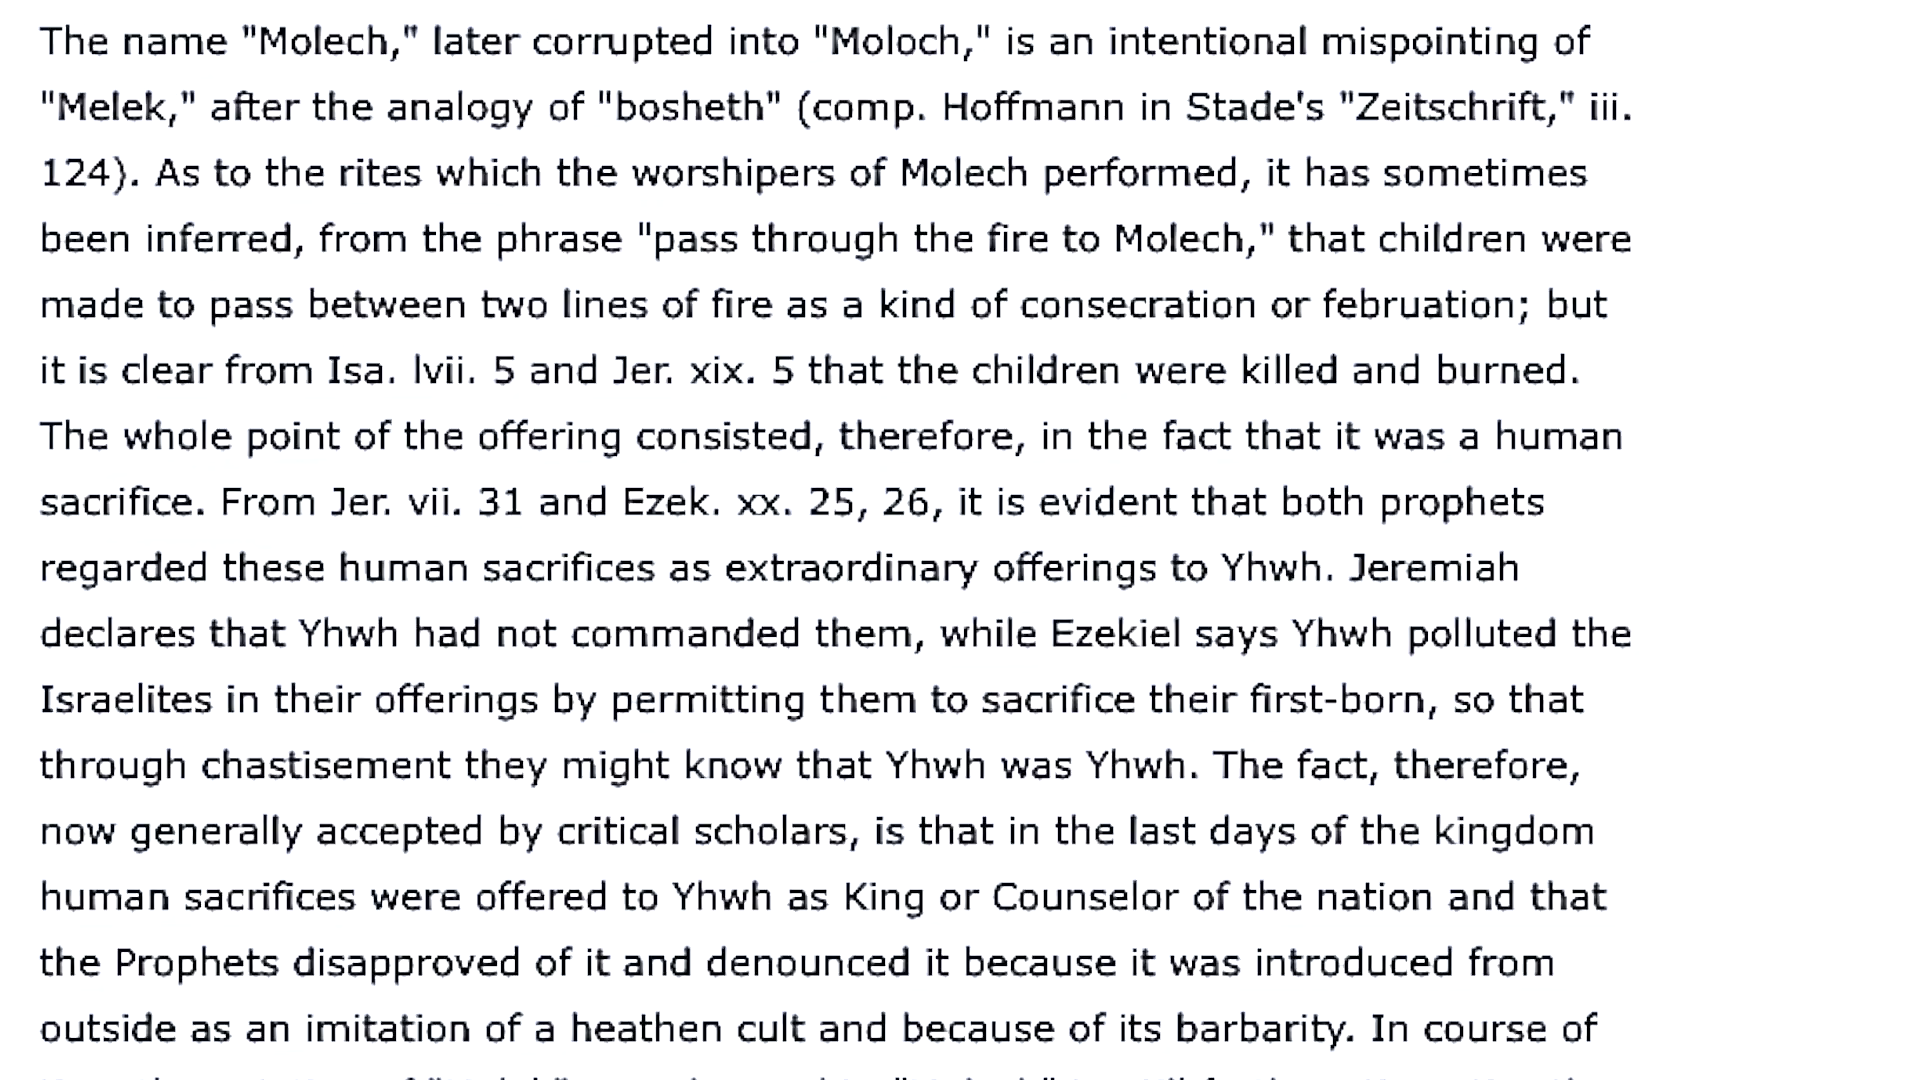 The name "Molech," later corrupted into "Moloch," is an intentional mispointing of
"Melek," after the analogy of "bosheth" (comp. Hoffmann in Stade's "Zeitschrift," iii.
124). As to the rites which the worshipers of Molech performed, it has sometimes
been inferred, from the phrase "pass through the fire to Molech," that children were
made to pass between two lines of fire as a kind of consecration or februation; but
it is clear from Isa. lvii. 5 and Jer. xix. 5 that the children were killed and burned.
The whole point of the offering consisted, therefore, in the fact that it was a human
sacrifice. From Jer. vii. 31 and Ezek. xx. 25, 26, it is evident that both prophets
regarded these human sacrifices as extraordinary offerings to Yhwh. Jeremiah
declares that Yhwh had not commanded them, while Ezekiel says Yhwh polluted the
Israelites in their offerings by permitting them to sacrifice their first-born, so that
through chastisement they might know that Yhwh was Yhwh. The fact, therefore,
now generally accepted by critical scholars, is that in the last days of the kingdom
human sacrifices were offered to Yhwh as King or Counselor of the nation and that
the Prophets disapproved of it and denounced it because it was introduced from
outside as an imitation of a heathen cult and because of its barbarity. In course of